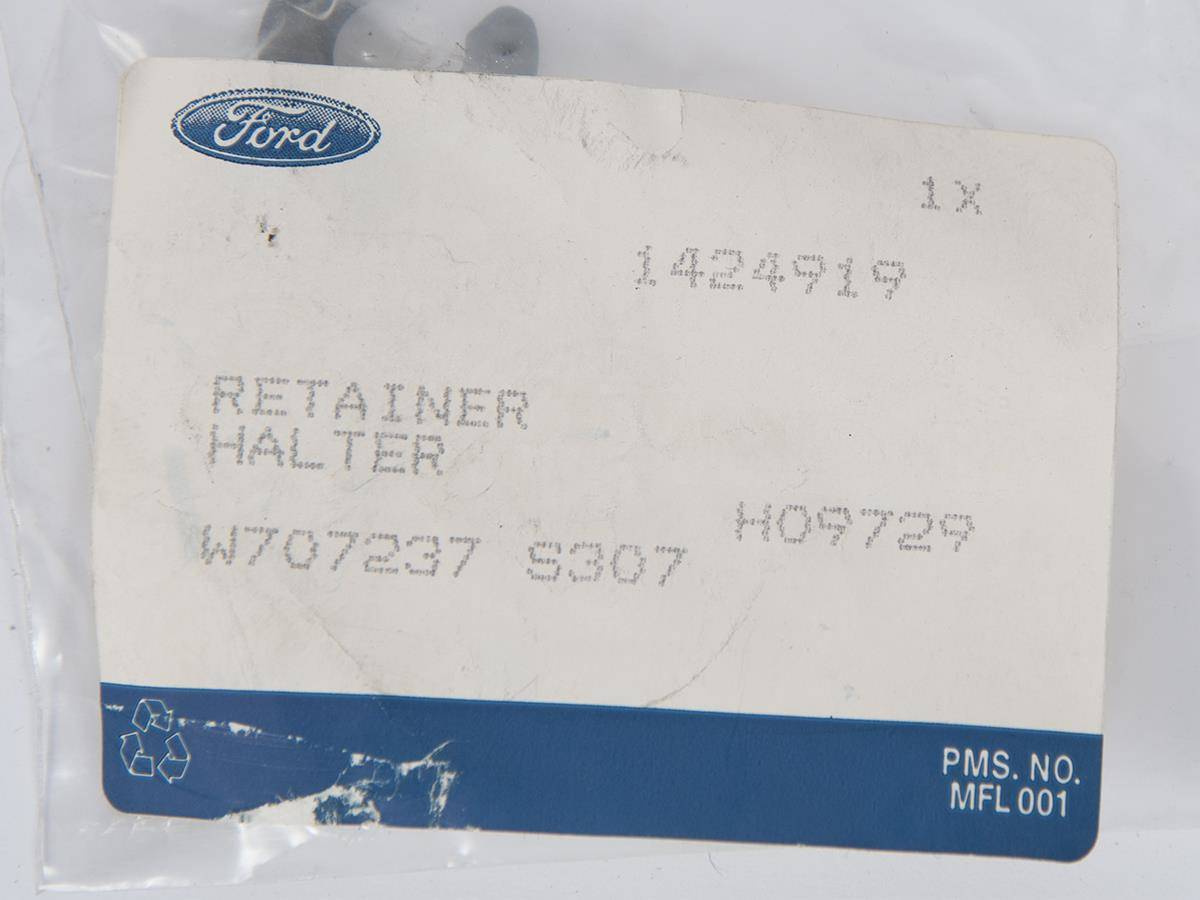 Ford
1X
1424919
RETAINER
HALTER
H09729
W707237 S307
PMS. NO.
MFL 001